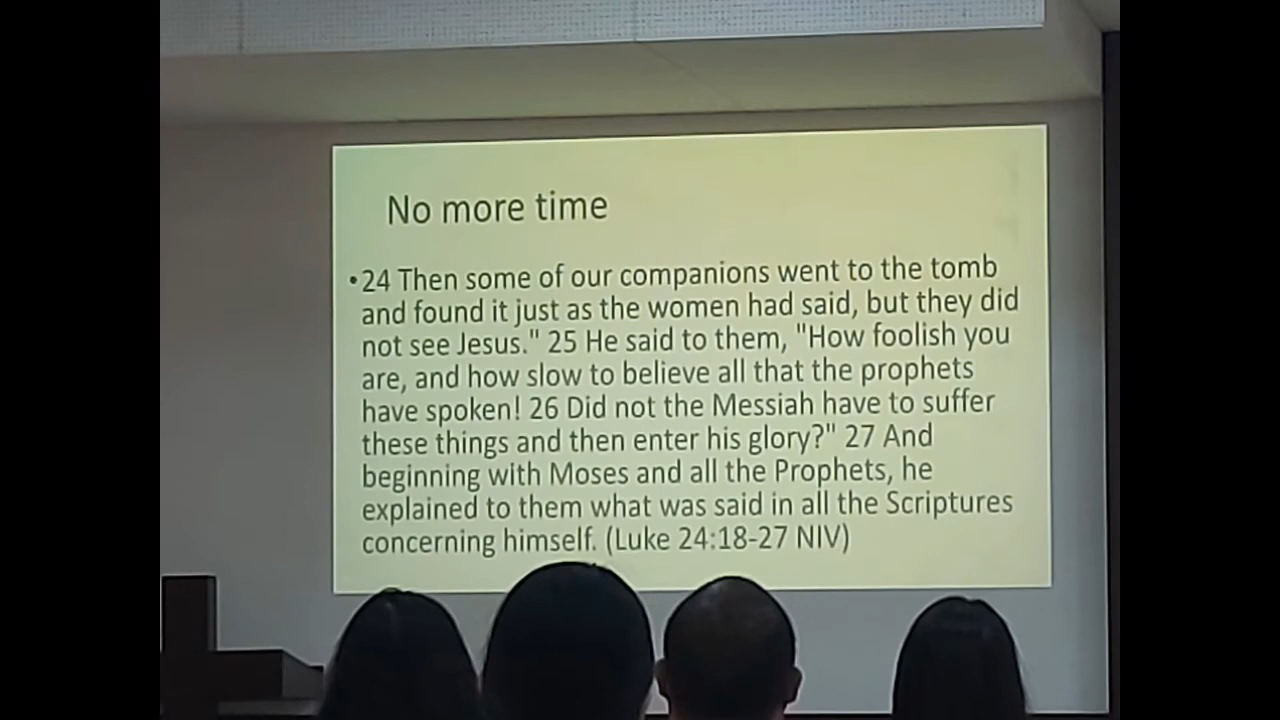 No more time
•24 Then some of our companions went to the tomb
and found it just as the women had said, but they did
not see Jesus." 25 He said to them, "How foolish you
are, and how slow to believe all that the prophets
have spoken! 26 Did not the Messiah have to suffer
these things and then enter his glory?" 27 And
beginning with Moses and all the Prophets, he
explained to them what was said in all the Scriptures
concerning himself. (Luke 24:18-27 NIV)